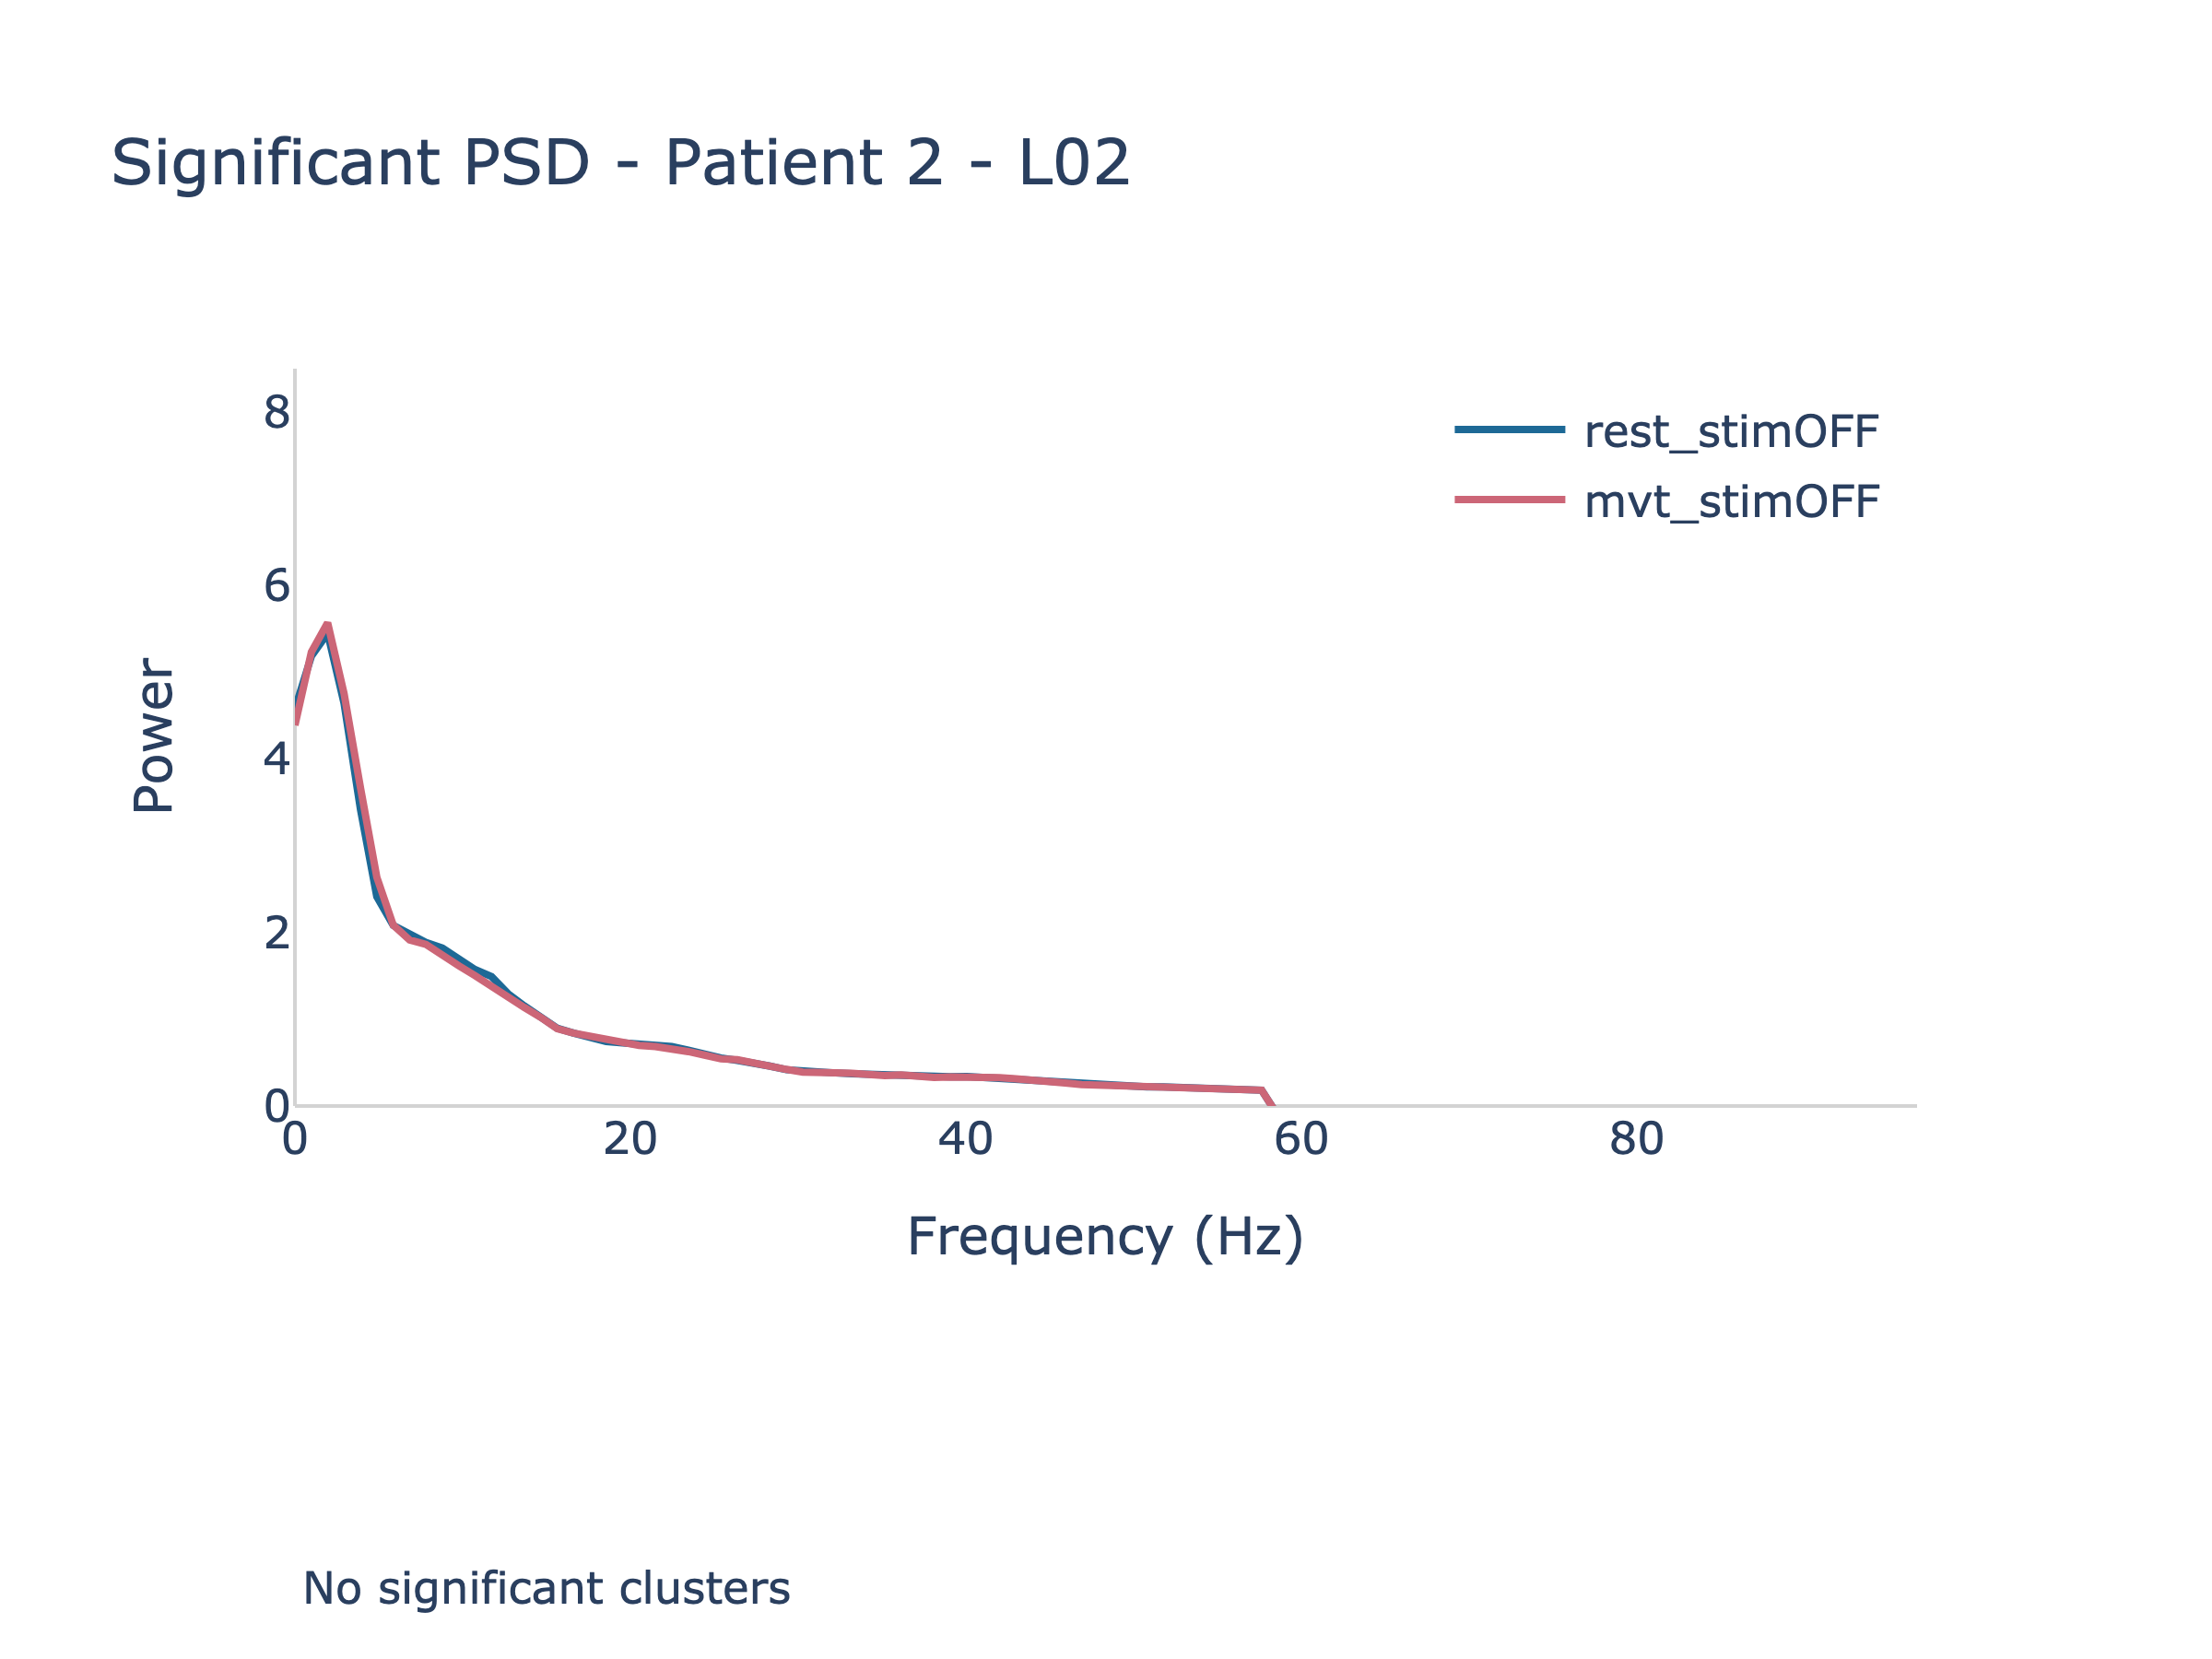 Significant PSD - Patient 2 - L02
8
6
4
2
0
Power
rest_stimOFF
mvt_stimOFF
0 20 40 60 80
Frequency (Hz)
No significant clusters